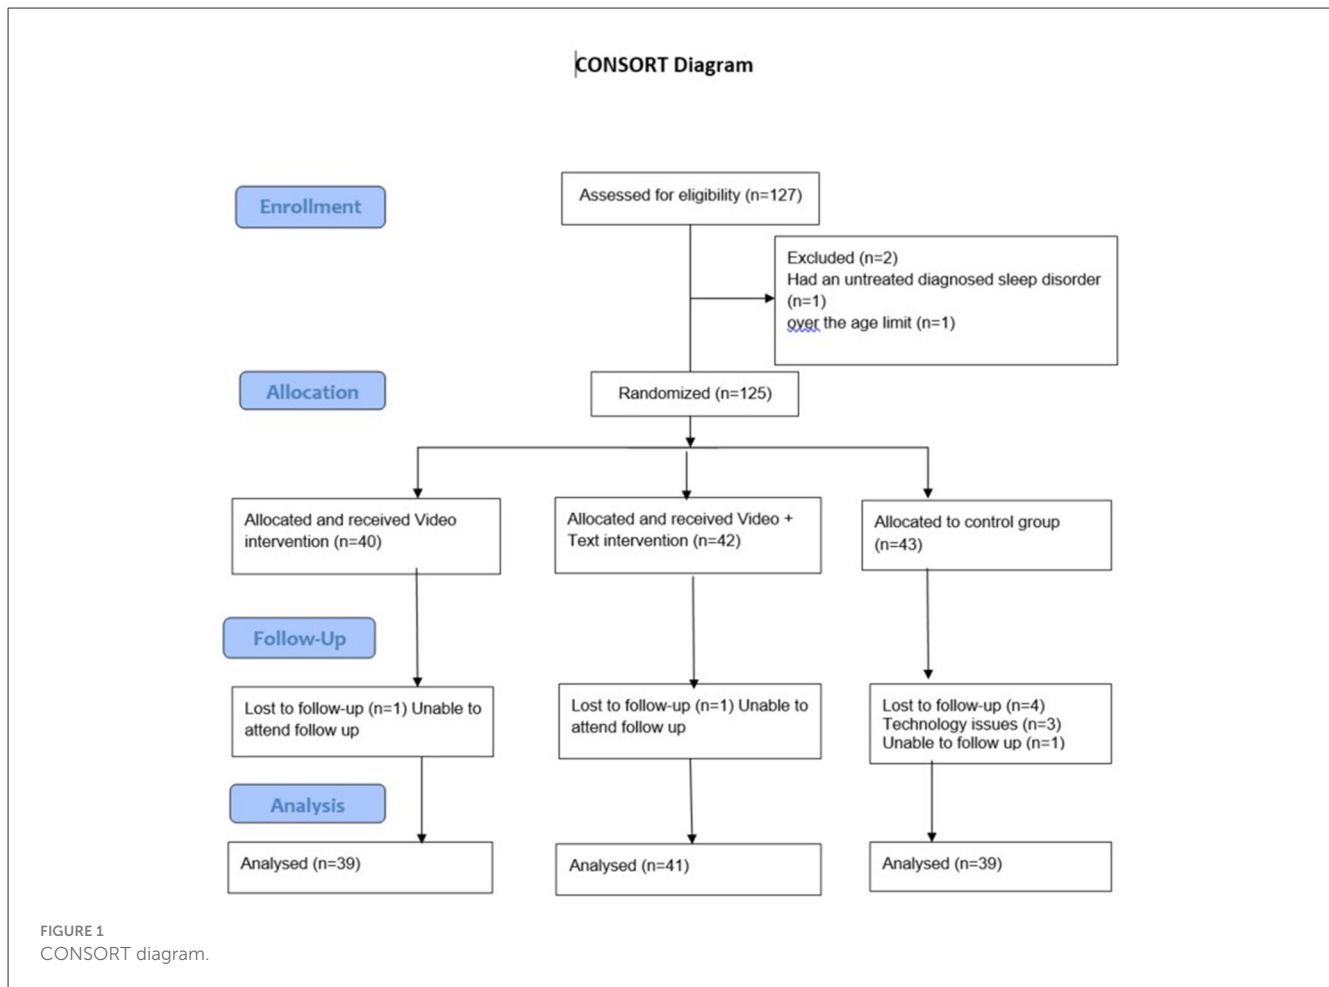 CONSORT Diagram
Enrollment
Assessed for eligibility (n=127)
Excluded (n=2)
Had an untreated diagnosed sleep disorder
(n=1)
over the age limit (n=1)
Allocation
Randomized (n=125)
Allocated and received Video
intervention (n=40)
Allocated and received Video +
Text intervention (n=42)
Allocated to control group
(n=43)
Follow-Up
Lost to follow-up (n=1) Unable to
attend follow up
Lost to follow-up (n=1) Unable to
attend follow up
Lost to follow-up (n=4)
Technology issues (n=3)
Unable to follow up (n=1)
Analysis
Analysed (n=39)
Analysed (n=41)
Analysed (n=39)
FIGURE 1
CONSORT diagram.